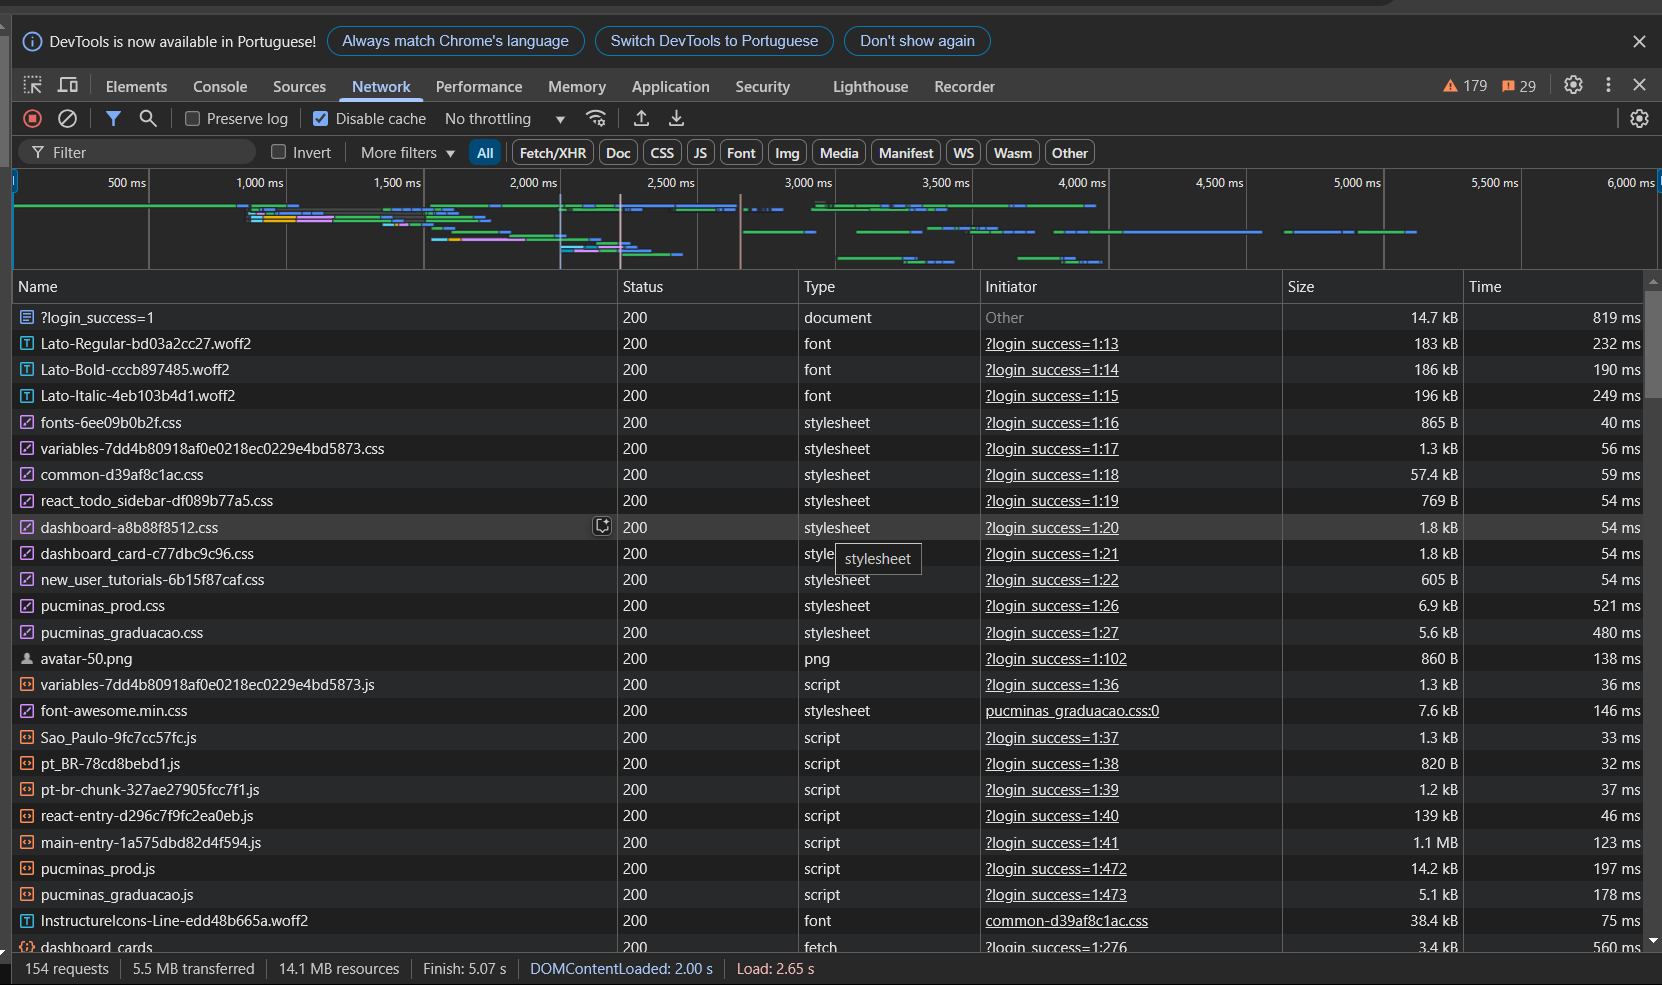 DevTools is now available in Portuguese! Always match Chrome's language Switch DevTools to Portuguese Don't show again
Elements Console Sources Network Performance Memory Application Security Lighthouse Recorder 179 29
Preserve log Disable cache No throttling
Filter Invert More filters All Fetch/XHR Doc CSS JS Font Img Media Manifest WS Wasm Other
500 ms 1,000 ms 1,500 ms 2,000 ms 2,500 ms 3,000 ms 3,500 ms 4,000 ms 4,500 ms 5,000 ms 5,500 ms 6,000 ms
Name Status Type Initiator Size Time
?login_success=1 200 document Other 14.7 kB 819 ms
Lato-Regular-bd03a2cc27.woff2 200 font ?login_success=1:13 183 kB 232 ms
Lato-Bold-cccb897485.woff2 200 font ?login_success=1:14 186 kB 190 ms
Lato-Italic-4eb103b4d1.woff2 200 font ?login_success=1:15 196 kB 249 ms
fonts-6ee09b0b2f.css 200 stylesheet ?login_success=1:16 865 B 40 ms
variables-7dd4b80918af0e0218ec0229e4bd5873.css 200 stylesheet ?login_success=1:17 1.3 kB 56 ms
common-d39af8c1ac.css 200 stylesheet ?login_success=1:18 57.4 kB 59 ms
react_todo_sidebar-df089b77a5.css 200 stylesheet ?login_success=1:19 769 B 54 ms
dashboard-a8b88f8512.css 200 stylesheet ?login_success=1:20 1.8 kB 54 ms
dashboard_card-c77dbc9c96.css 200 style ?login_success=1:21 1.8 kB 54 ms
stylesheet
new_user_tutorials-6b15f87caf.css 200 stylesheet ?login_success=1:22 605 B 54 ms
pucminas_prod.css 200 stylesheet ?login_success=1:26 6.9 kB 521 ms
pucminas_graduacao.css 200 stylesheet ?login_success=1:27 5.6 kB 480 ms
avatar-50.png 200 png ?login_success=1:102 860 B 138 ms
variables-7dd4b80918af0e0218ec0229e4bd5873.js 200 script ?login_success=1:36 1.3 kB 36 ms
font-awesome.min.css 200 stylesheet pucminas_graduacao.css:0 7.6 kB 146 ms
Sao_Paulo-9fc7cc57fc.js 200 script ?login_success=1:37 1.3 kB 33 ms
pt_BR-78cd8bebd1.js 200 script ?login_success=1:38 820 B 32 ms
pt-br-chunk-327ae27905fcc7f1.js 200 script ?login_success=1:39 1.2 kB 37 ms
react-entry-d296c7f9fc2ea0eb.js 200 script ?login_success=1:40 139 kB 46 ms
main-entry-1a575dbd82d4f594.js 200 script ?login_success=1:41 1.1 MB 123 ms
pucminas_prod.js 200 script ?login_success=1:472 14.2 kB 197 ms
pucminas_graduacao.js 200 script ?login_success=1:473 5.1 kB 178 ms
InstructureIcons-Line-edd48b665a.woff2 200 font common-d39af8c1ac.css 38.4 kB 75 ms
dashboard_cards 200 fetch ?login_success=1:276 3.4 kB 560 ms
154 requests 5.5 MB transferred 14.1 MB resources Finish: 5.07 s DOMContentLoaded: 2.00 s Load: 2.65 s